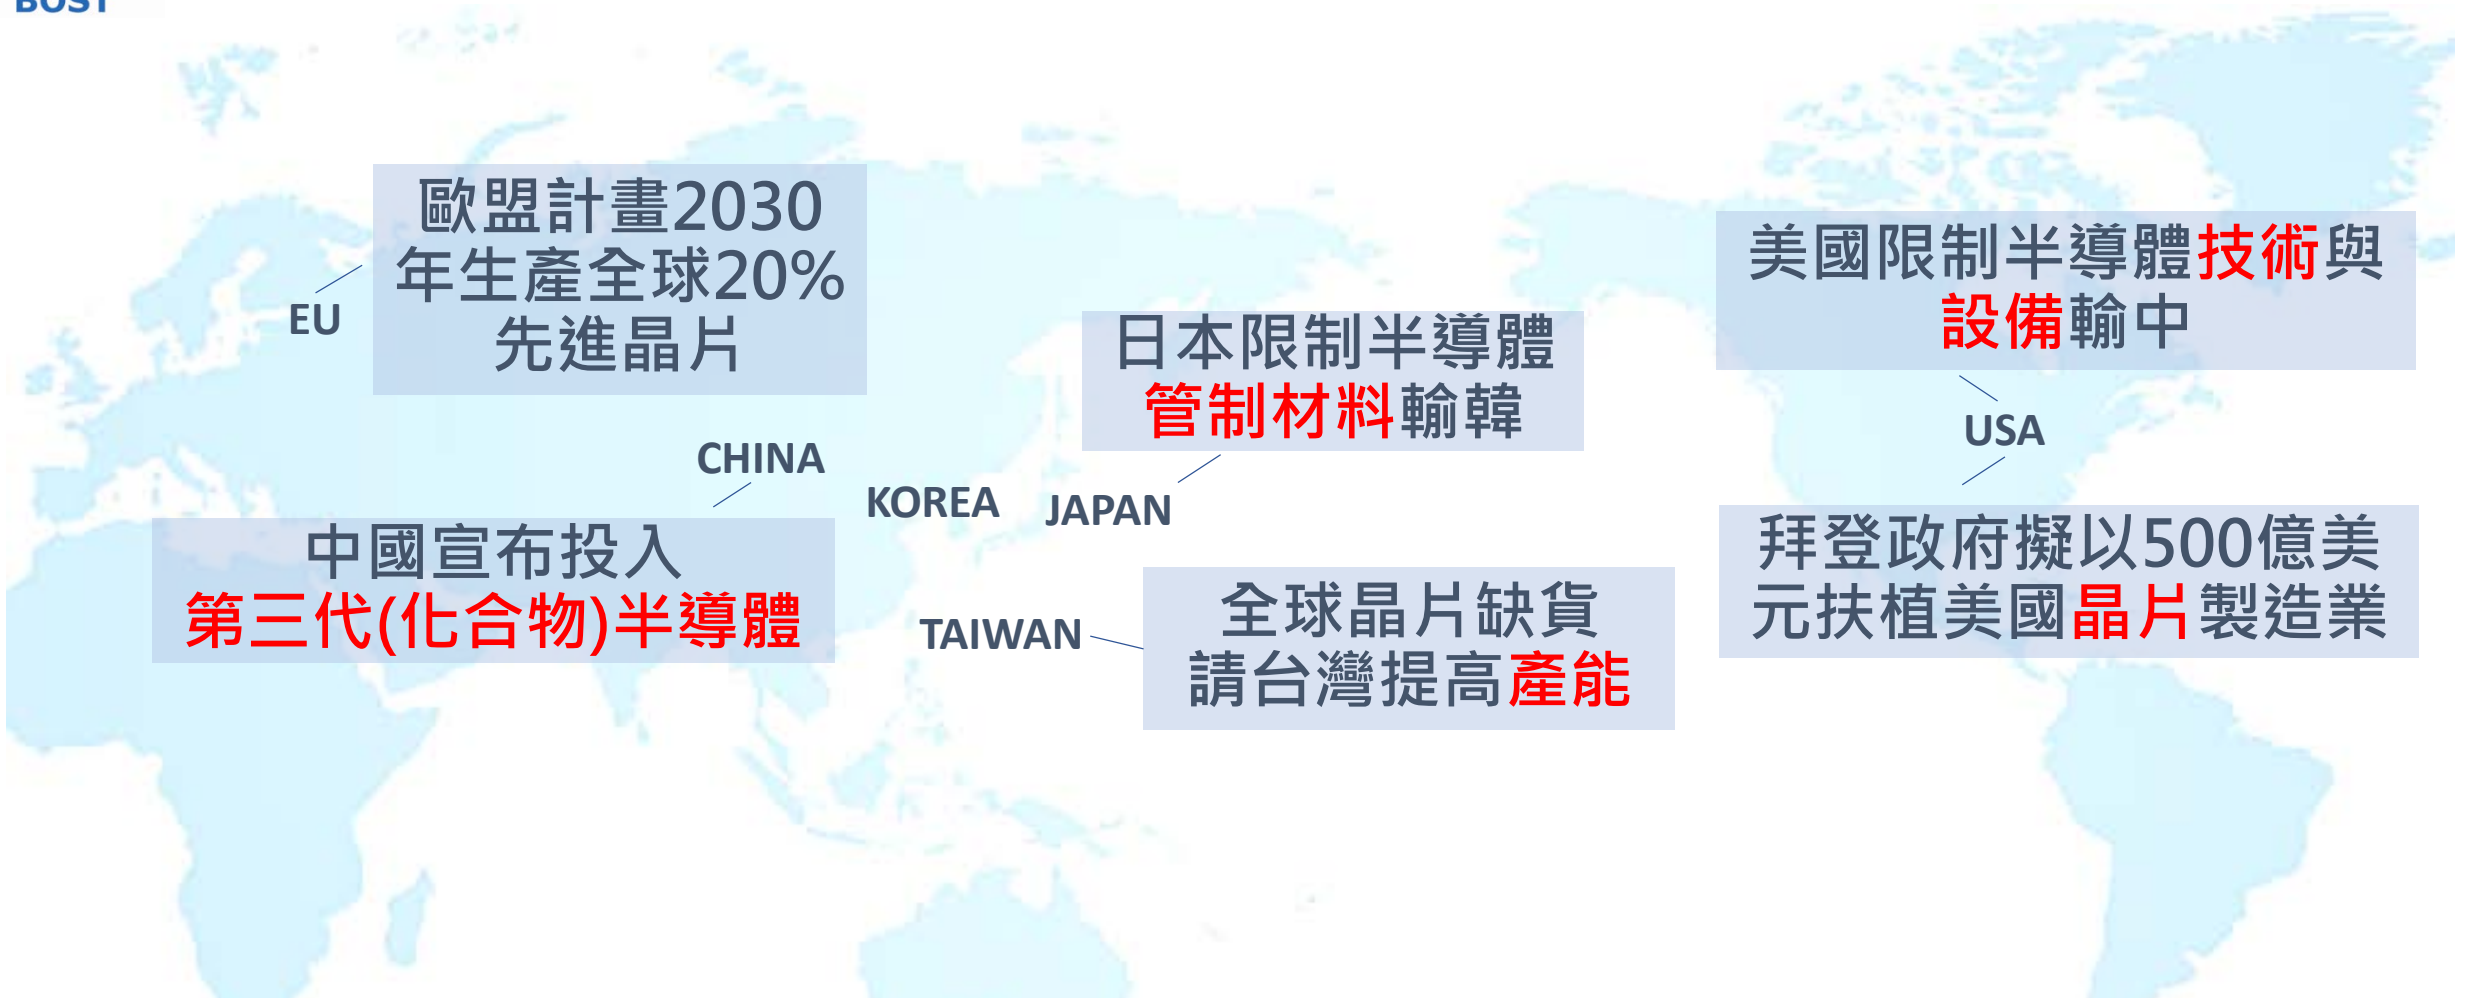 BOST
歐盟計畫2030
年生產全球20%
先進晶片
EU
美國限制半導體技術與
設備輸中
USA
日本限制半導體
管制材料輸韓
CHINA
KOREA
JAPAN
中國宣布投入
第三代(化合物)半導體
TAIWAN
全球晶片缺貨
請台灣提高產能
拜登政府擬以500億美
元扶植美國晶片製造業